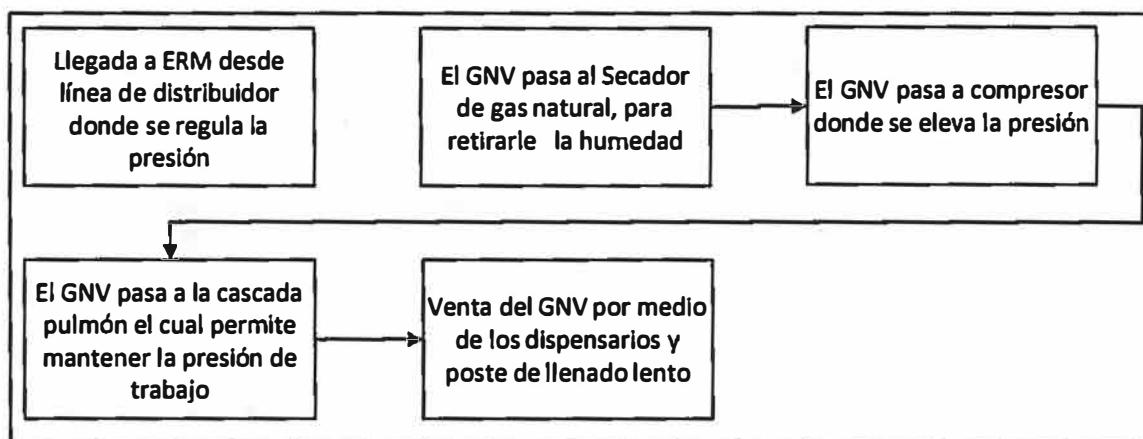 Llegada a ERM desde
línea de distribuidor
donde se regula la
presión
El GNV pasa al Secador
de gas natural, para
retirarle la humedad
El GNV pasa a compresor
donde se eleva la presión
El GNV pasa a la cascada
pulmón el cual permite
mantener la presión de
trabajo
Venta del GNV por medio
de los dispensarios y
poste de llenado lento